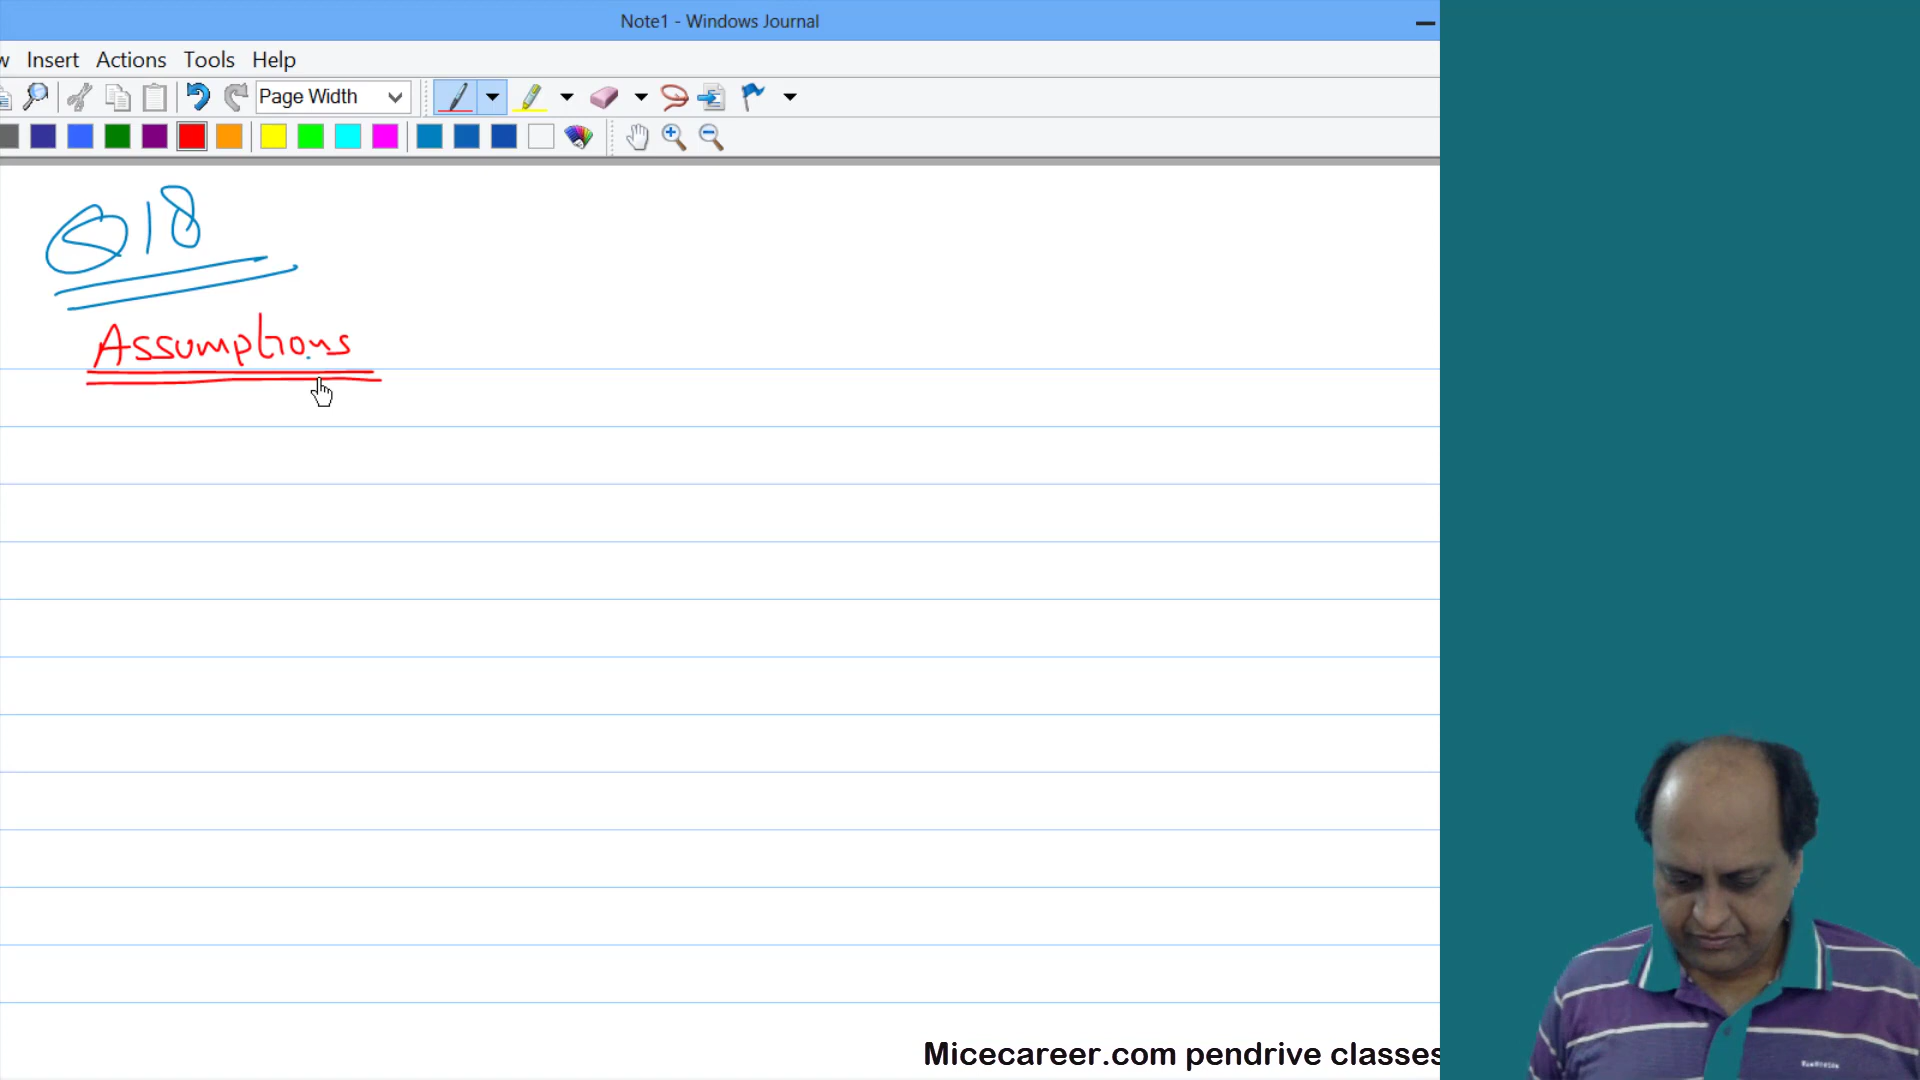 Note1 - Windows Journal
w Insert Actions Tools Help
Page Width
Q18
Assumptions
Micecareer.com pendrive classes